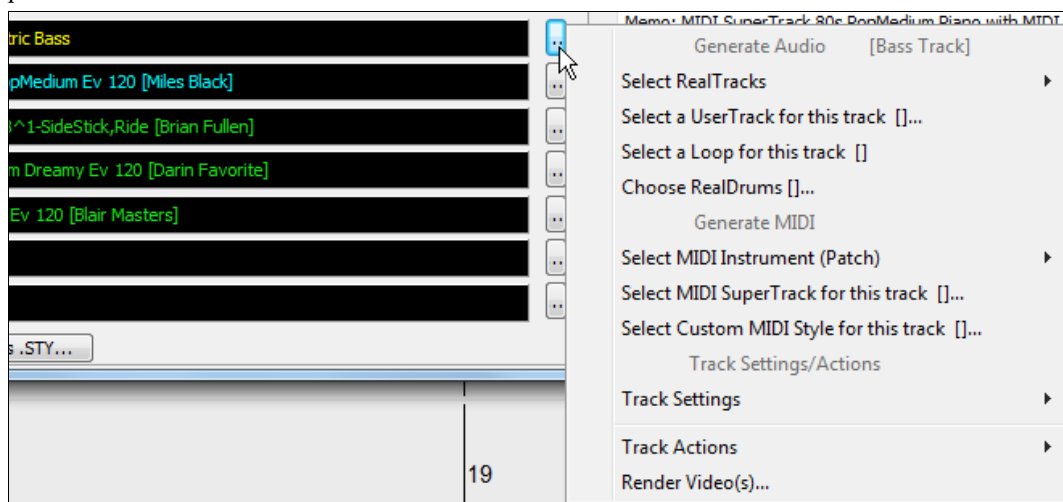 Memo: MIDI SuperTrack 80s PopMedium Piano with MIDI
tric Bass
..
Generate Audio [Bass Track]
opMedium Ev 120 [Miles Black]
..
Select RealTracks
Select a UserTrack for this track []...
^1-SideStick,Ride [Brian Fullen]
..
Select a Loop for this track []
m Dreamy Ev 120 [Darin Favorite]
..
Choose RealDrums []...
Ev 120 [Blair Masters]
..
Generate MIDI
Select MIDI Instrument (Patch)
..
Select MIDI SuperTrack for this track []...
..
Select Custom MIDI Style for this track []...
s .STY...
Track Settings/Actions
Track Settings
Track Actions
19
Render Video(s)...